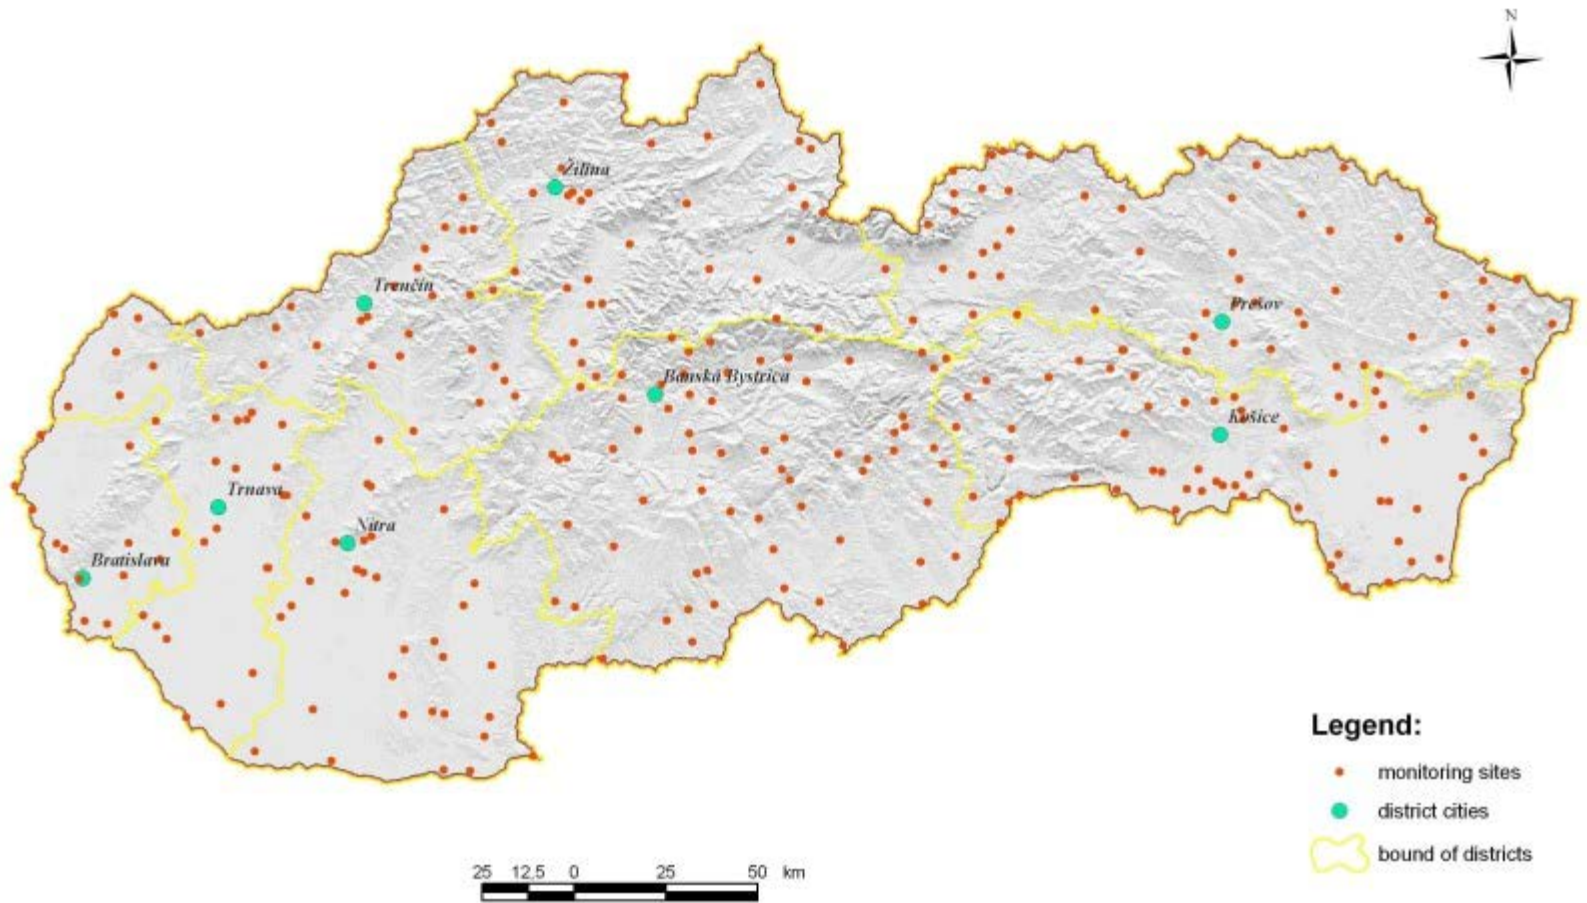 N
Žilina
Trenčín
Prešov
Banská Bystrica
Košice
Trnava
Nitra
Bratislava
Legend:
monitoring sites
district cities
bound of districts
25 12,5 0 25 50 km